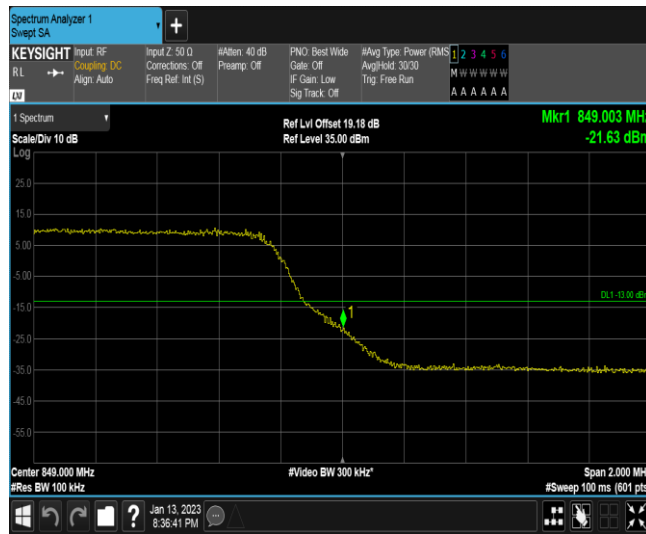 Spectrum Analyzer 1
Swept SA
+
KEYSIGHT
RL
LXI
Input: RF
Coupling: DC
Align: Auto
Input Z: 50 Ω
Corrections: Off
Freq Ref: Int (S)
#Atten: 40 dB
Preamp: Off
PNO: Best Wide
Gate: Off
IF Gain: Low
Sig Track: Off
#Avg Type: Power (RMS
Avg|Hold: 30/30
Trig: Free Run
1 2 3 4 5 6
M W W W W W
A A A A A A
1 Spectrum
Scale/Div 10 dB
Log
Ref Lvl Offset 19.18 dB
Ref Level 35.00 dBm
Mkr1 849.003 MHz
-21.63 dBm
25.0
15.0
5.00
-5.00
-15.0
-25.0
-35.0
-45.0
-55.0
DL1 -13.00 dBm
1
Center 849.000 MHz
#Res BW 100 kHz
#Video BW 300 kHz*
Span 2.000 MHz
#Sweep 100 ms (601 pts)
?
Jan 13, 2023
8:36:41 PM